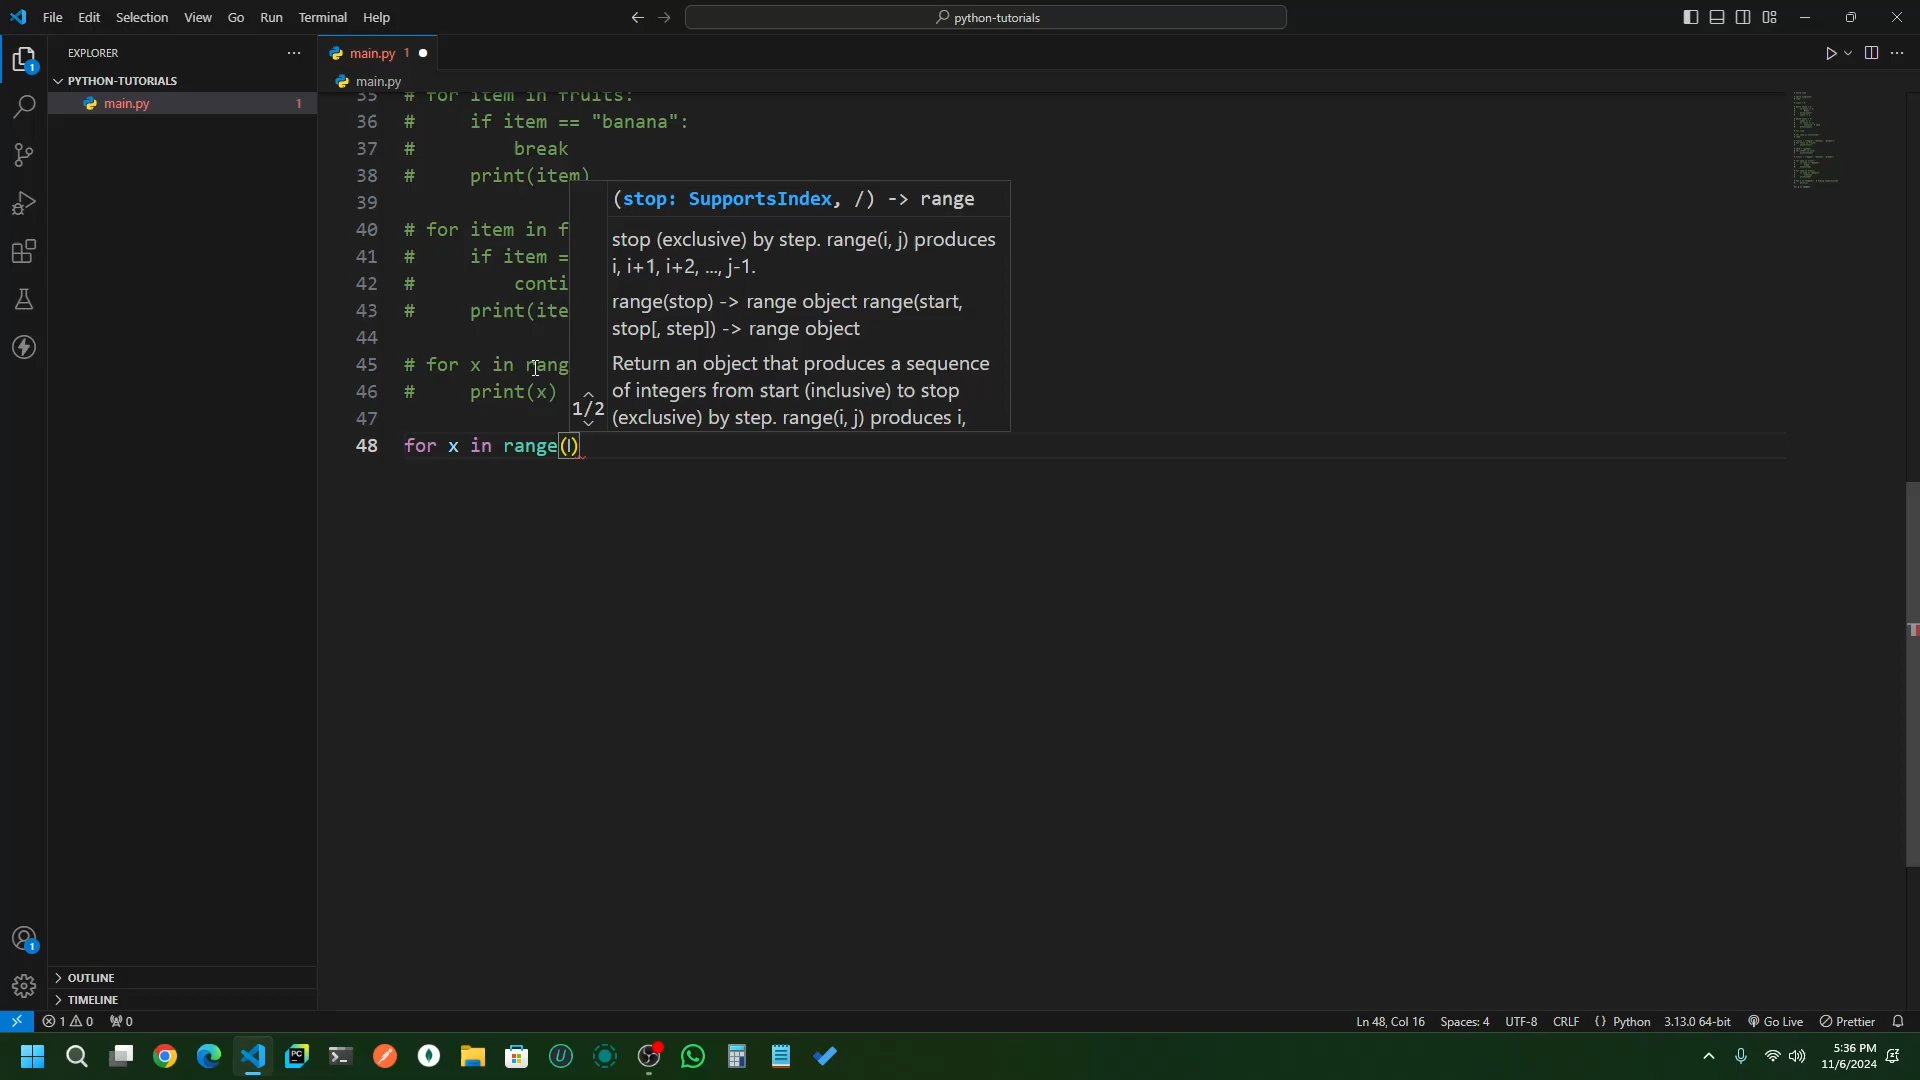 File Edit Selection View Go Run Terminal Help
python-tutorials
EXPLORER
PYTHON-TUTORIALS
main.py 1
main.py 1
main.py
35 # for item in fruits:
36 #     if item == "banana":
37 #         break
38 #     print(item)
39
40 # for item in f
41 #     if item =
42 #         conti
43 #     print(ite
44
45 # for x in rang
46 #     print(x)
47
48 for x in range()
(stop: SupportsIndex, /) -> range
stop (exclusive) by step. range(i, j) produces
i, i+1, i+2, ..., j-1.
range(stop) -> range object range(start,
stop[, step]) -> range object
Return an object that produces a sequence
of integers from start (inclusive) to stop
(exclusive) by step. range(i, j) produces i,
1/2
1
1
OUTLINE
TIMELINE
1 0 0
Ln 48, Col 16 Spaces: 4 UTF-8 CRLF {} Python 3.13.0 64-bit Go Live Prettier
PC
U
5:36 PM
11/6/2024